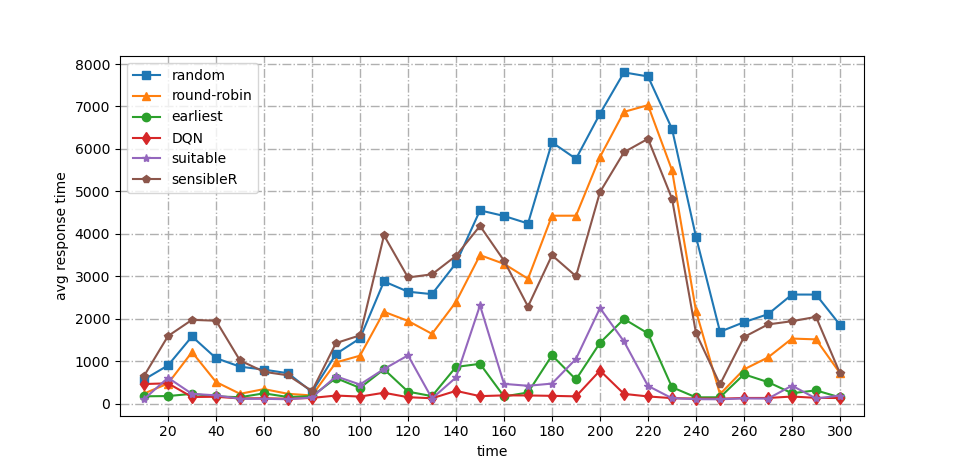 8000
7000
6000
5000
4000
3000
2000
1000
0
avg response time
random
round-robin
earliest
DQN
suitable
sensibleR
20 40 60 80 100 120 140 160 180 200 220 240 260 280 300
time